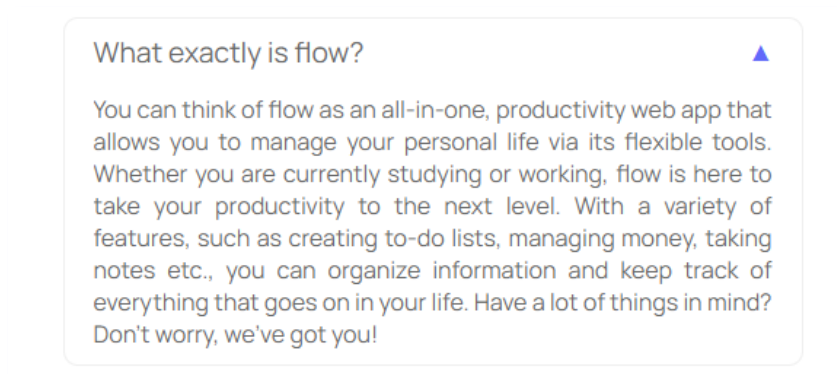 What exactly is flow?
You can think of flow as an all-in-one, productivity web app that
allows you to manage your personal life via its flexible tools.
Whether you are currently studying or working, flow is here to
take your productivity to the next level. With a variety of
features, such as creating to-do lists, managing money, taking
notes etc., you can organize information and keep track of
everything that goes on in your life. Have a lot of things in mind?
Don't worry, we've got you!